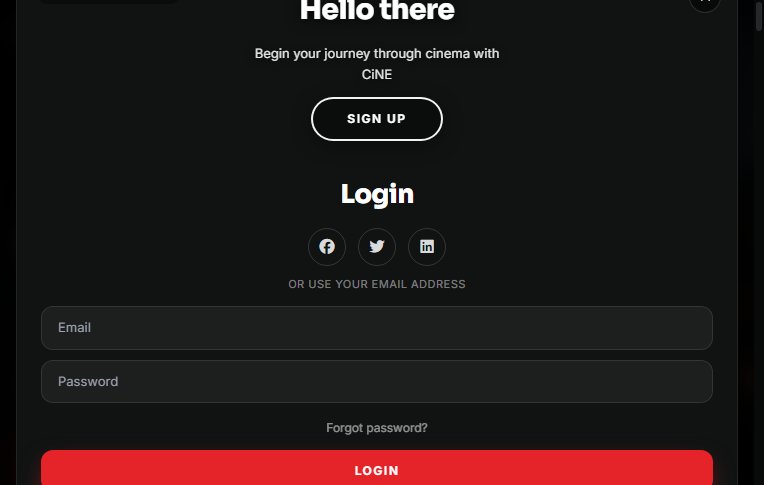 Hello there
Begin your journey through cinema with
CiNE
SIGN UP
Login
OR USE YOUR EMAIL ADDRESS
Email
Password
Forgot password?
LOGIN